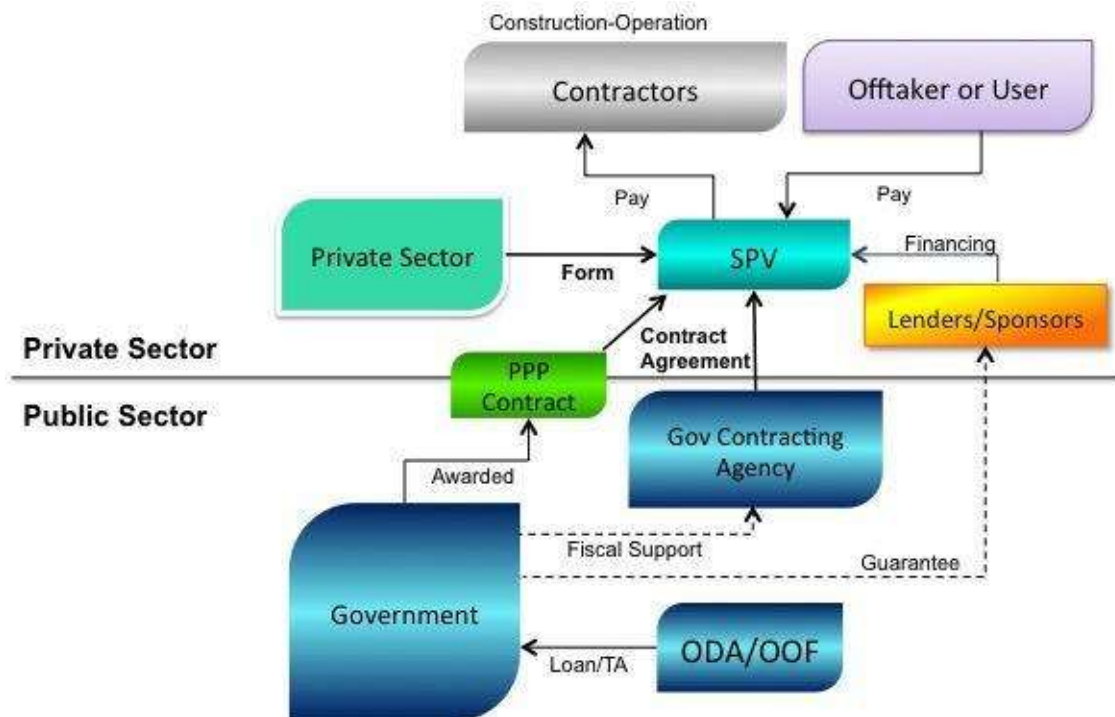 Construction-Operation
Contractors
Offtaker or User
Pay
Pay
Private Sector
Form
SPV
Financing
Lenders/Sponsors
Private Sector
Contract
Agreement
PPP
Contract
Public Sector
Gov Contracting
Agency
Awarded
Fiscal Support
Guarantee
Government
Loan/TA
ODA/OOF